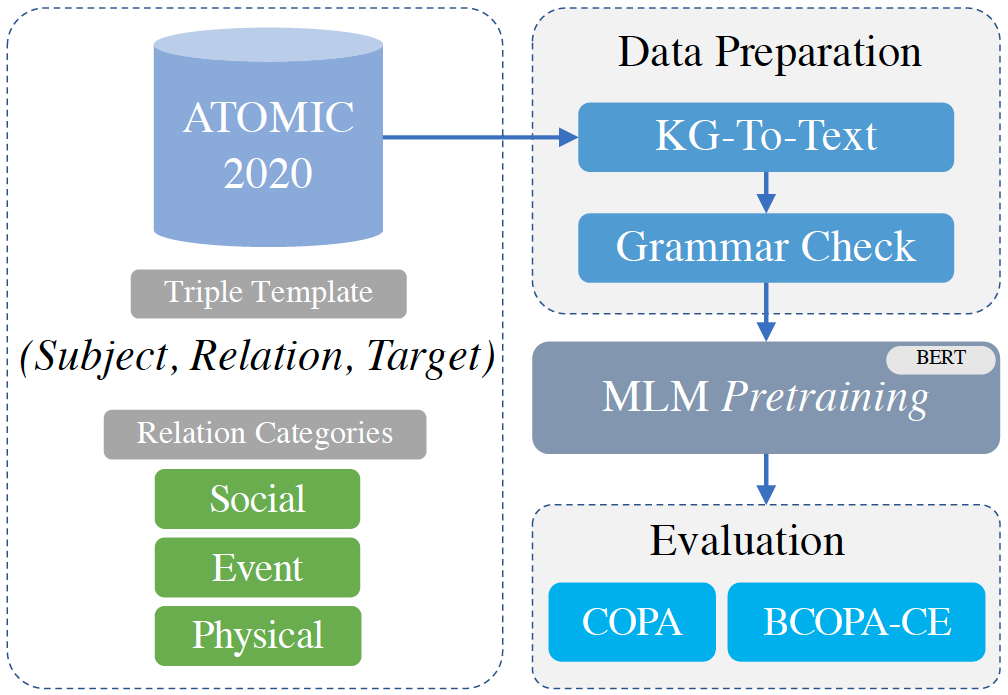 ATOMIC
2020
Triple Template
(Subject, Relation, Target)
Relation Categories
Social
Event
Physical
Data Preparation
KG-To-Text
Grammar Check
BERT
MLM Pretraining
Evaluation
COPA
BCOPA-CE